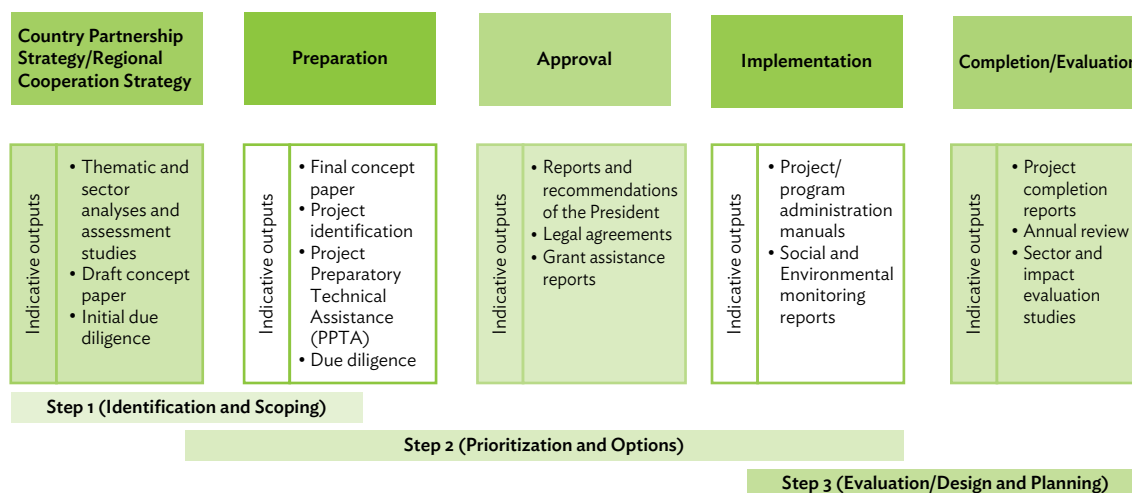 Country Partnership
Strategy/Regional
Cooperation Strategy
Preparation
Approval
Implementation
Completion/Evaluation
Indicative outputs
• Thematic and
sector
analyses and
assessment
studies
• Draft concept
paper
• Initial due
diligence
Indicative outputs
• Final concept
paper
• Project
identification
• Project
Preparatory
Technical
Assistance
(PPTA)
• Due diligence
Indicative outputs
• Reports and
recommendations
of the President
• Legal agreements
• Grant assistance
reports
Indicative outputs
• Project/
program
administration
manuals
• Social and
Environmental
monitoring
reports
Indicative outputs
• Project
completion
reports
• Annual review
• Sector and
impact
evaluation
studies
Step 1 (Identification and Scoping)
Step 2 (Prioritization and Options)
Step 3 (Evaluation/Design and Planning)